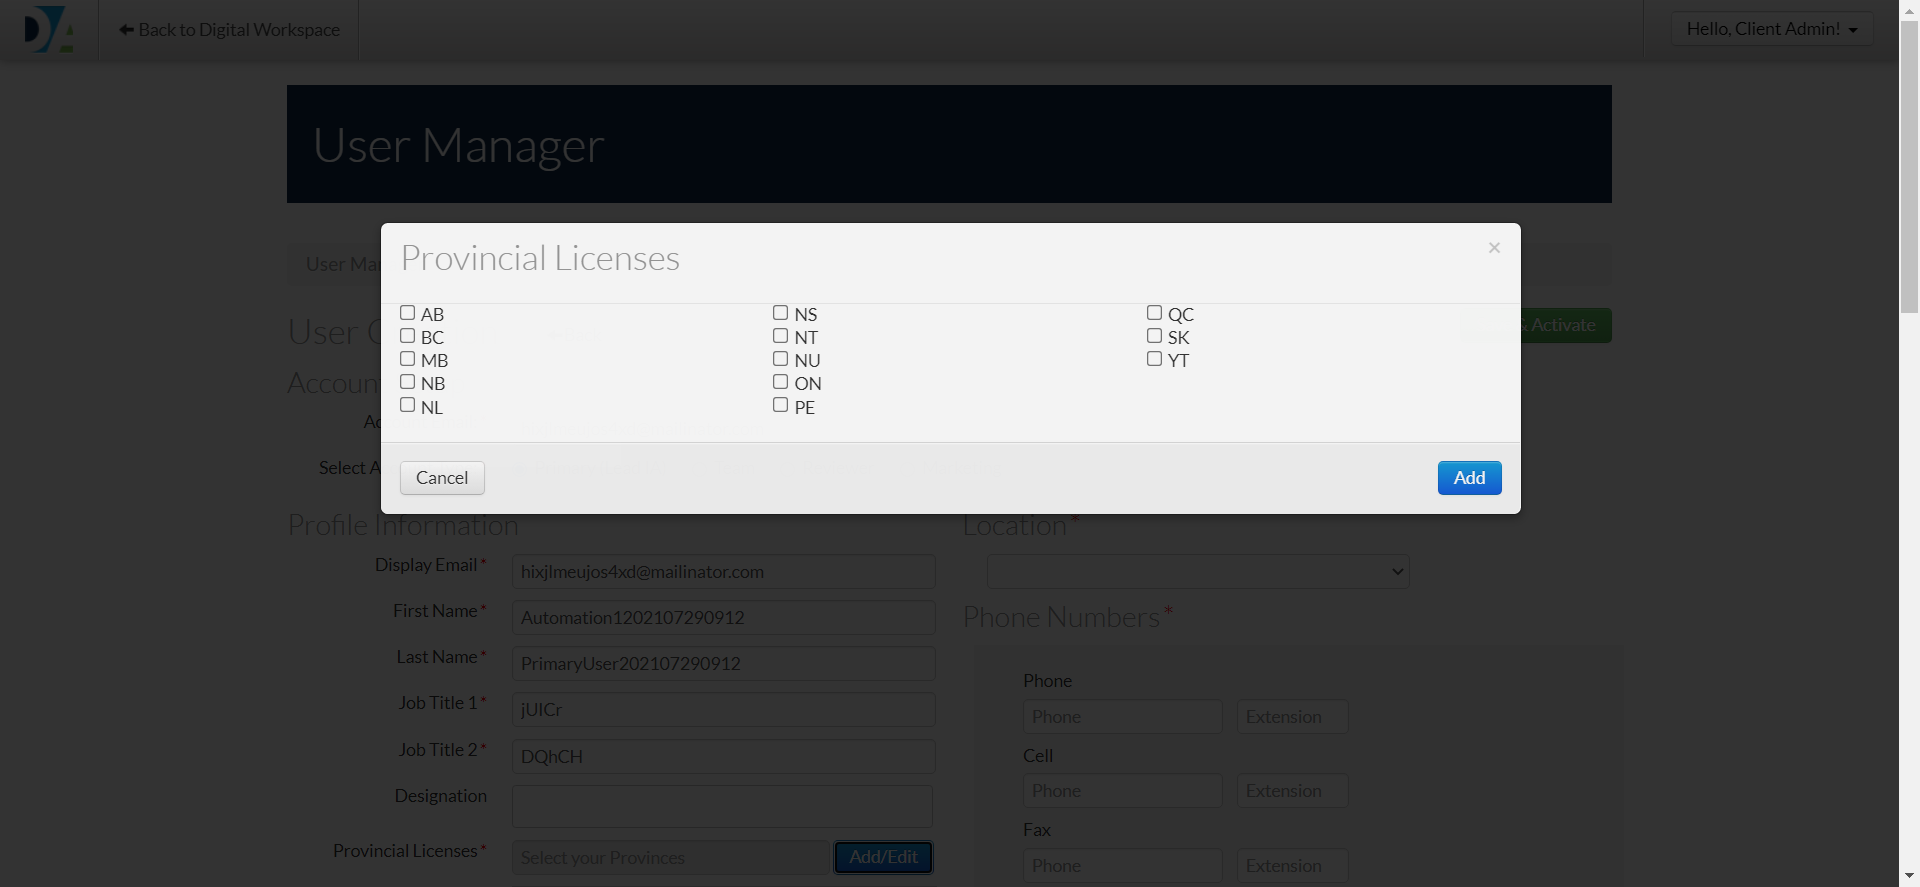 DA
Back to Digital Workspace
Hello, Client Admin!
User Manager
User Ma
Provincial Licenses
×
AB
NS
QC
BC
NT
SK
MB
NU
YT
NB
ON
NL
PE
User C
& Activate
Account
Ac
Select A
Cancel
Add
Profile Information
Location*
Display Email*
hixjlmeujos4xd@mailinator.com
First Name*
Automation1202107290912
Phone Numbers*
Last Name*
PrimaryUser202107290912
Phone
Job Title 1*
jUICr
Phone
Extension
Job Title 2*
DQhCH
Cell
Designation
Phone
Extension
Fax
Provincial Licenses*
Select your Provinces
Add/Edit
Phone
Extension